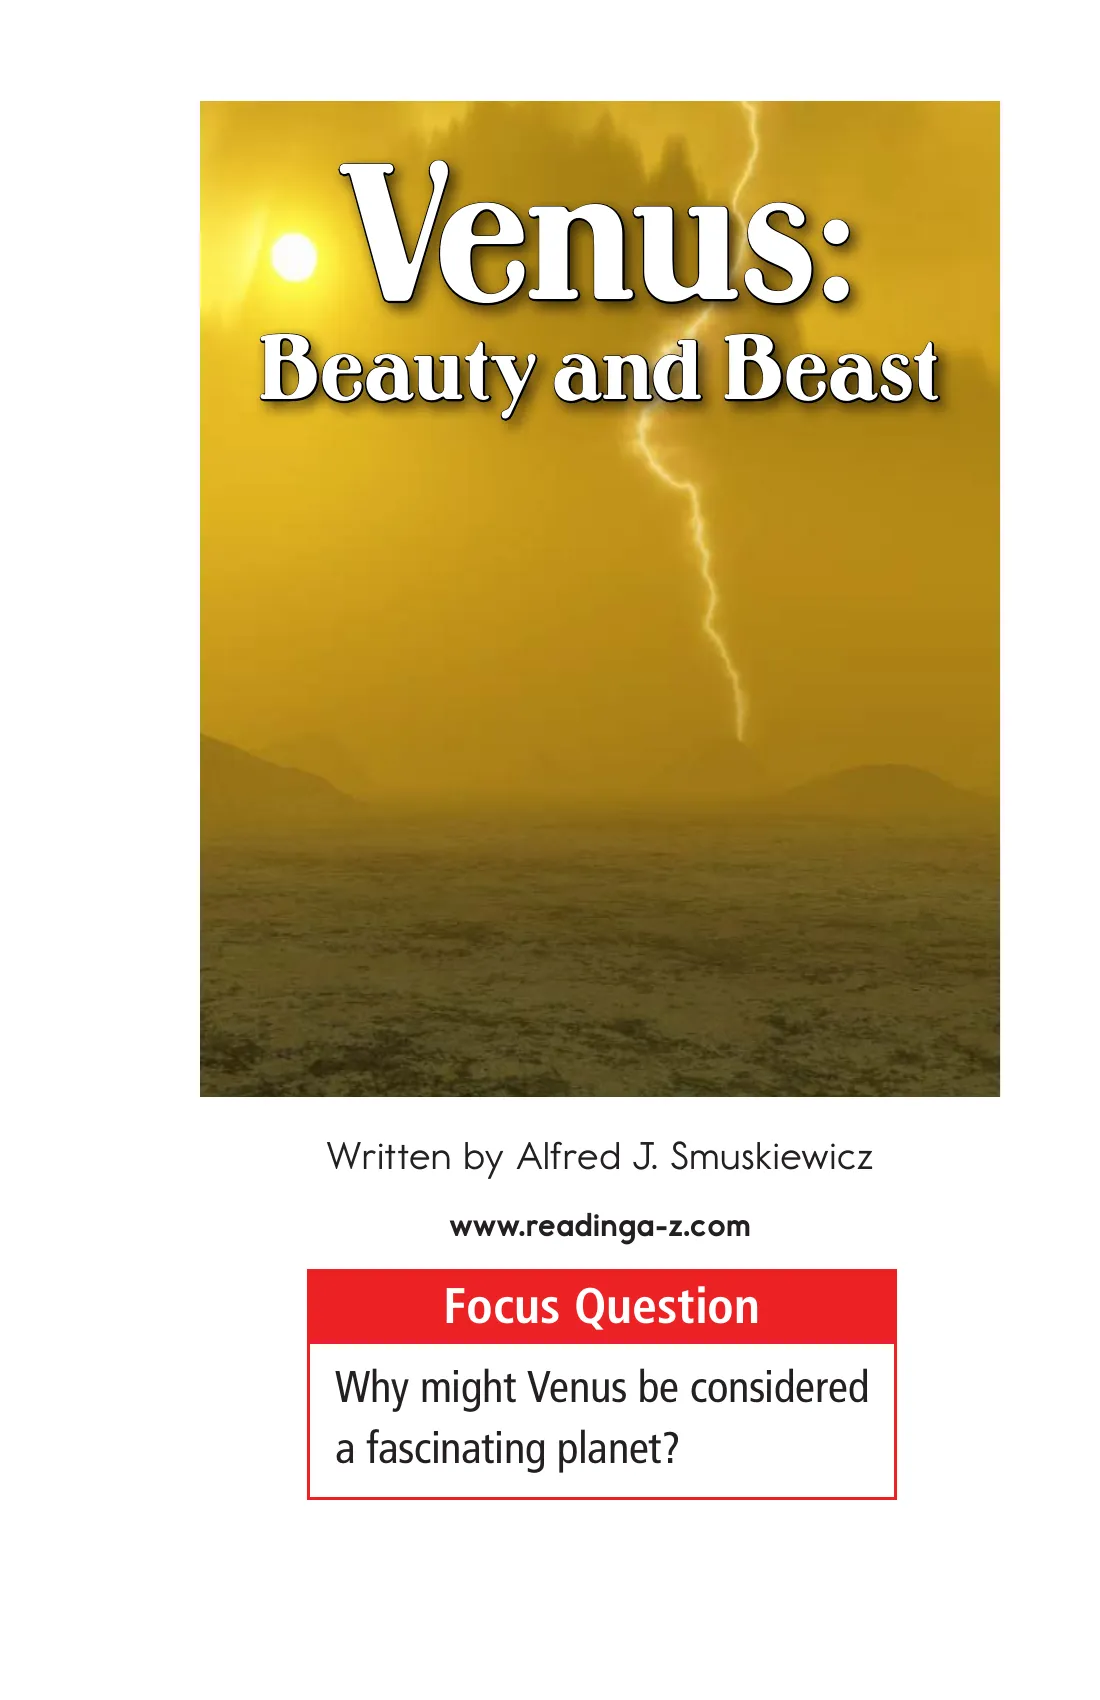 Venus:
Beauty and Beast
Written by Alfred J. Smuskiewicz
www.readinga-z.com
Focus Question
Why might Venus be considered
a fascinating planet?